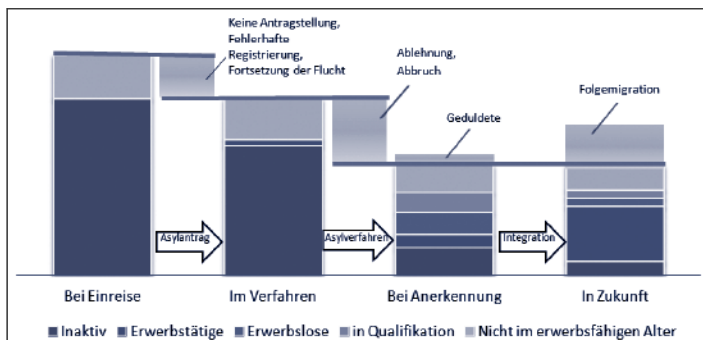 Keine Antragstellung,
Fehlerhafte
Registrierung,
Fortsetzung der Flucht
Ablehnung,
Abbruch
Geduldete
Folgemigration
Asylantrag
Asylverfahren
Integration
Bei Einreise
Im Verfahren
Bei Anerkennung
In Zukunft
Inaktiv Erwerbstätige Erwerbslose in Qualifikation Nicht im erwerbsfähigen Alter